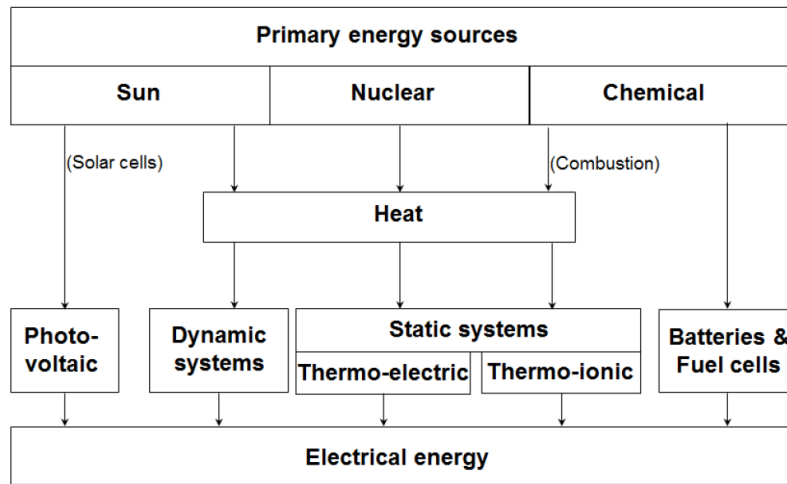 Primary energy sources
Sun
Nuclear
Chemical
(Solar cells)
(Combustion)
Heat
Photo-
voltaic
Dynamic
systems
Static systems
Thermo-electric
Thermo-ionic
Batteries &
Fuel cells
Electrical energy